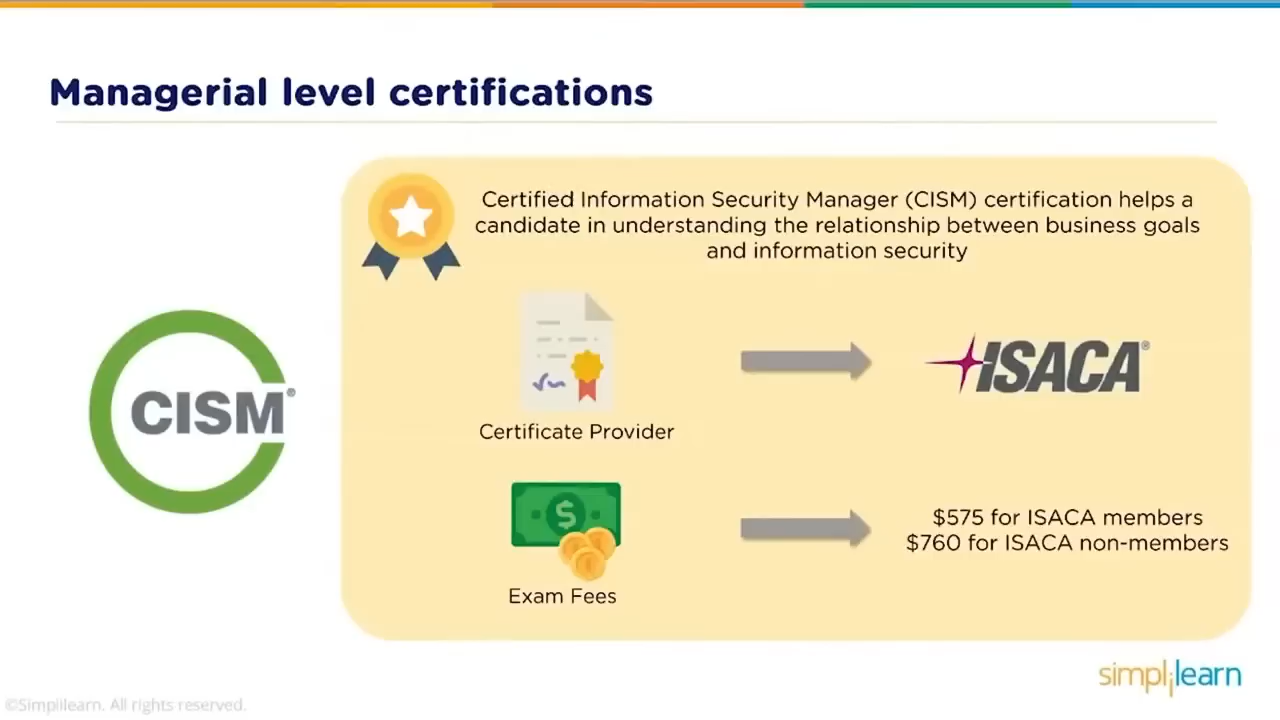 Managerial level certifications
Certified Information Security Manager (CISM) certification helps a
candidate in understanding the relationship between business goals
and information security
CISM®
ISACA®
Certificate Provider
$575 for ISACA members
$760 for ISACA non-members
Exam Fees
simplilearn
©Simplilearn. All rights reserved.